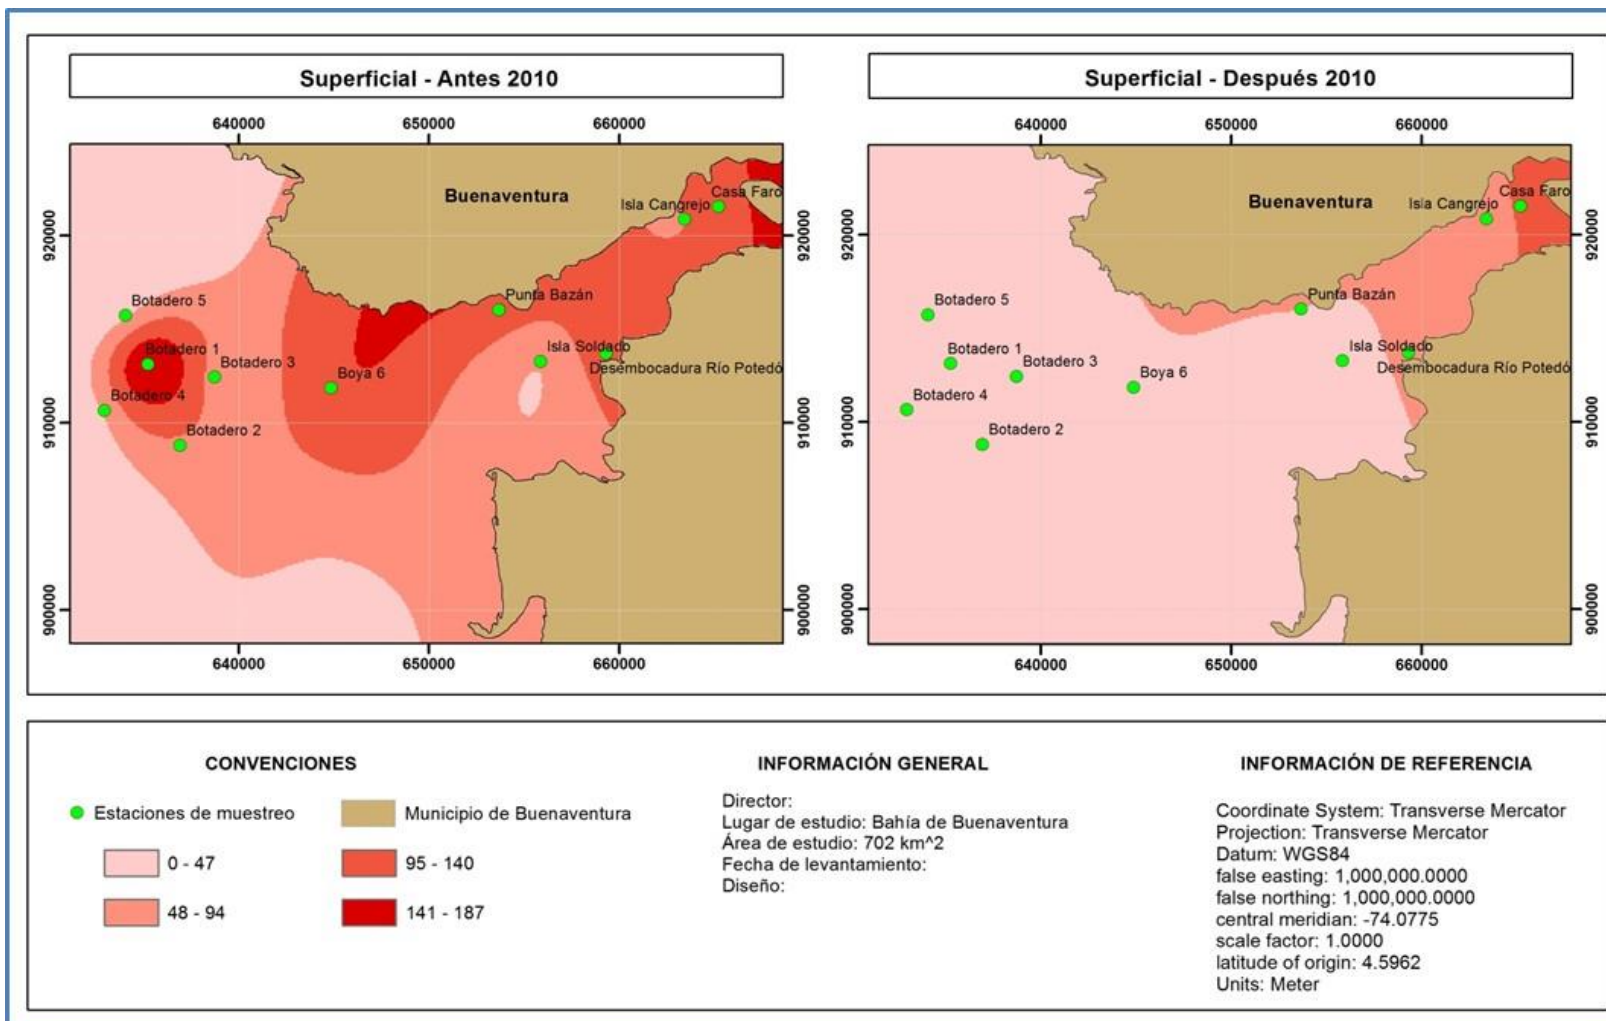 Superficial - Antes 2010
640000 650000 660000
Buenaventura
Casa Faro
Isla Cangrejo
920000 920000
Botadero 5
Punta Bazán
Botadero 1
Botadero 3
Isla Soldado
Boya 6
Desembocadura Río Potedó
Botadero 4
910000 910000
Botadero 2
900000 900000
640000 650000 660000
Superficial - Después 2010
640000 650000 660000
Buenaventura
Casa Faro
Isla Cangrejo
920000 920000
Botadero 5
Punta Bazán
Botadero 1
Botadero 3
Isla Soldado
Boya 6
Desembocadura Río Potedó
Botadero 4
910000 910000
Botadero 2
900000 900000
640000 650000 660000
CONVENCIONES
Estaciones de muestreo
Municipio de Buenaventura
0 - 47
95 - 140
48 - 94
141 - 187
INFORMACIÓN GENERAL
Director:
Lugar de estudio: Bahía de Buenaventura
Área de estudio: 702 km^2
Fecha de levantamiento:
Diseño:
INFORMACIÓN DE REFERENCIA
Coordinate System: Transverse Mercator
Projection: Transverse Mercator
Datum: WGS84
false easting: 1,000,000.0000
false northing: 1,000,000.0000
central meridian: -74.0775
scale factor: 1.0000
latitude of origin: 4.5962
Units: Meter